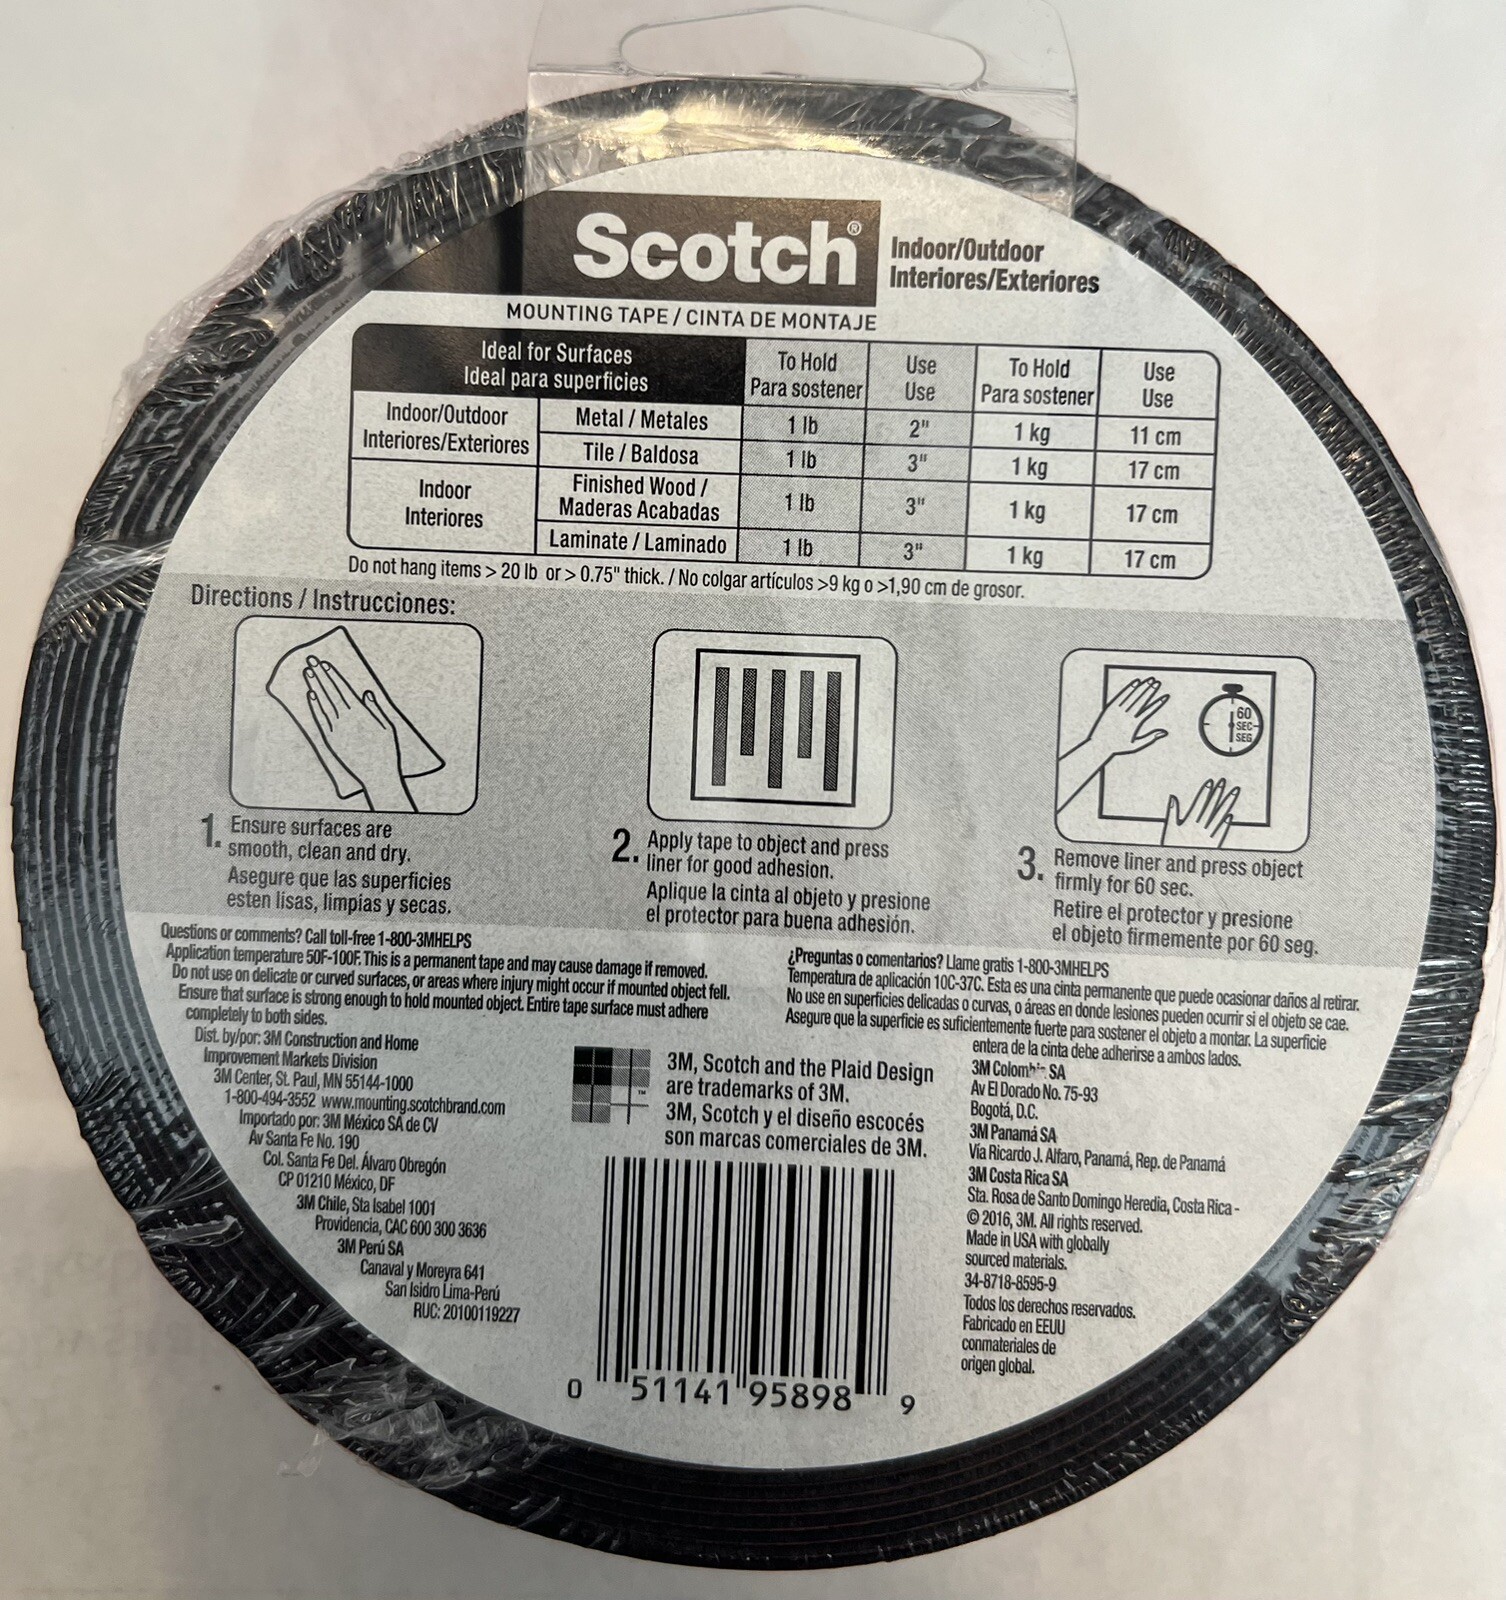 Scotch®
Indoor/Outdoor
Interiores/Exteriores
MOUNTING TAPE / CINTA DE MONTAJE
Ideal for Surfaces
Ideal para superficies
To Hold
Para sostener
Use
Use
To Hold
Para sostener
Use
Use
Indoor/Outdoor
Interiores/Exteriores
Metal / Metales
1 lb
2"
1 kg
11 cm
Tile / Baldosa
1 lb
3"
1 kg
17 cm
Indoor
Interiores
Finished Wood /
Maderas Acabadas
1 lb
3"
1 kg
17 cm
Laminate / Laminado
1 lb
3"
1 kg
17 cm
Do not hang items > 20 lb or > 0.75" thick. / No colgar artículos >9 kg o >1,90 cm de grosor.
Directions / Instrucciones:
60
SEC-
SEG
1. Ensure surfaces are
smooth, clean and dry.
Asegure que las superficies
esten lisas, limpias y secas.
2. Apply tape to object and press
liner for good adhesion.
Aplique la cinta al objeto y presione
el protector para buena adhesión.
3. Remove liner and press object
firmly for 60 sec.
Retire el protector y presione
el objeto firmemente por 60 seg.
Questions or comments? Call toll-free 1-800-3MHELPS
Application temperature 50F-100F. This is a permanent tape and may cause damage if removed.
Do not use on delicate or curved surfaces, or areas where injury might occur if mounted object fell.
Ensure that surface is strong enough to hold mounted object. Entire tape surface must adhere
completely to both sides.
Dist. by/por: 3M Construction and Home
Improvement Markets Division
3M Center, St. Paul, MN 55144-1000
1-800-494-3552 www.mounting.scotchbrand.com
Importado por: 3M México SA de CV
Av Santa Fe No. 190
Col. Santa Fe Del. Álvaro Obregón
CP 01210 México, DF
3M Chile, Sta Isabel 1001
Providencia, CAC 600 300 3636
3M Perú SA
Canaval y Moreyra 641
San Isidro Lima-Perú
RUC: 20100119227
¿Preguntas o comentarios? Llame gratis 1-800-3MHELPS
Temperatura de aplicación 10C-37C. Esta es una cinta permanente que puede ocasionar daños al retirar.
No use en superficies delicadas o curvas, o áreas en donde lesiones pueden ocurrir si el objeto se cae.
Asegure que la superficie es suficientemente fuerte para sostener el objeto a montar. La superficie
entera de la cinta debe adherirse a ambos lados.
™
3M, Scotch and the Plaid Design
are trademarks of 3M.
3M, Scotch y el diseño escocés
son marcas comerciales de 3M.
3M SA
Av El Dorado No. 75-93
Bogotá, D.C.
3M Panamá SA
Vía Ricardo J. Alfaro, Panamá, Rep. de Panamá
3M Costa Rica SA
Sta. Rosa de Santo Domingo Heredia, Costa Rica -
© 2016, 3M. All rights reserved.
Made in USA with globally
sourced materials.
34-8718-8595-9
Todos los derechos reservados.
Fabricado en EEUU
conmateriales de
origen global.
0 51141 95898 9